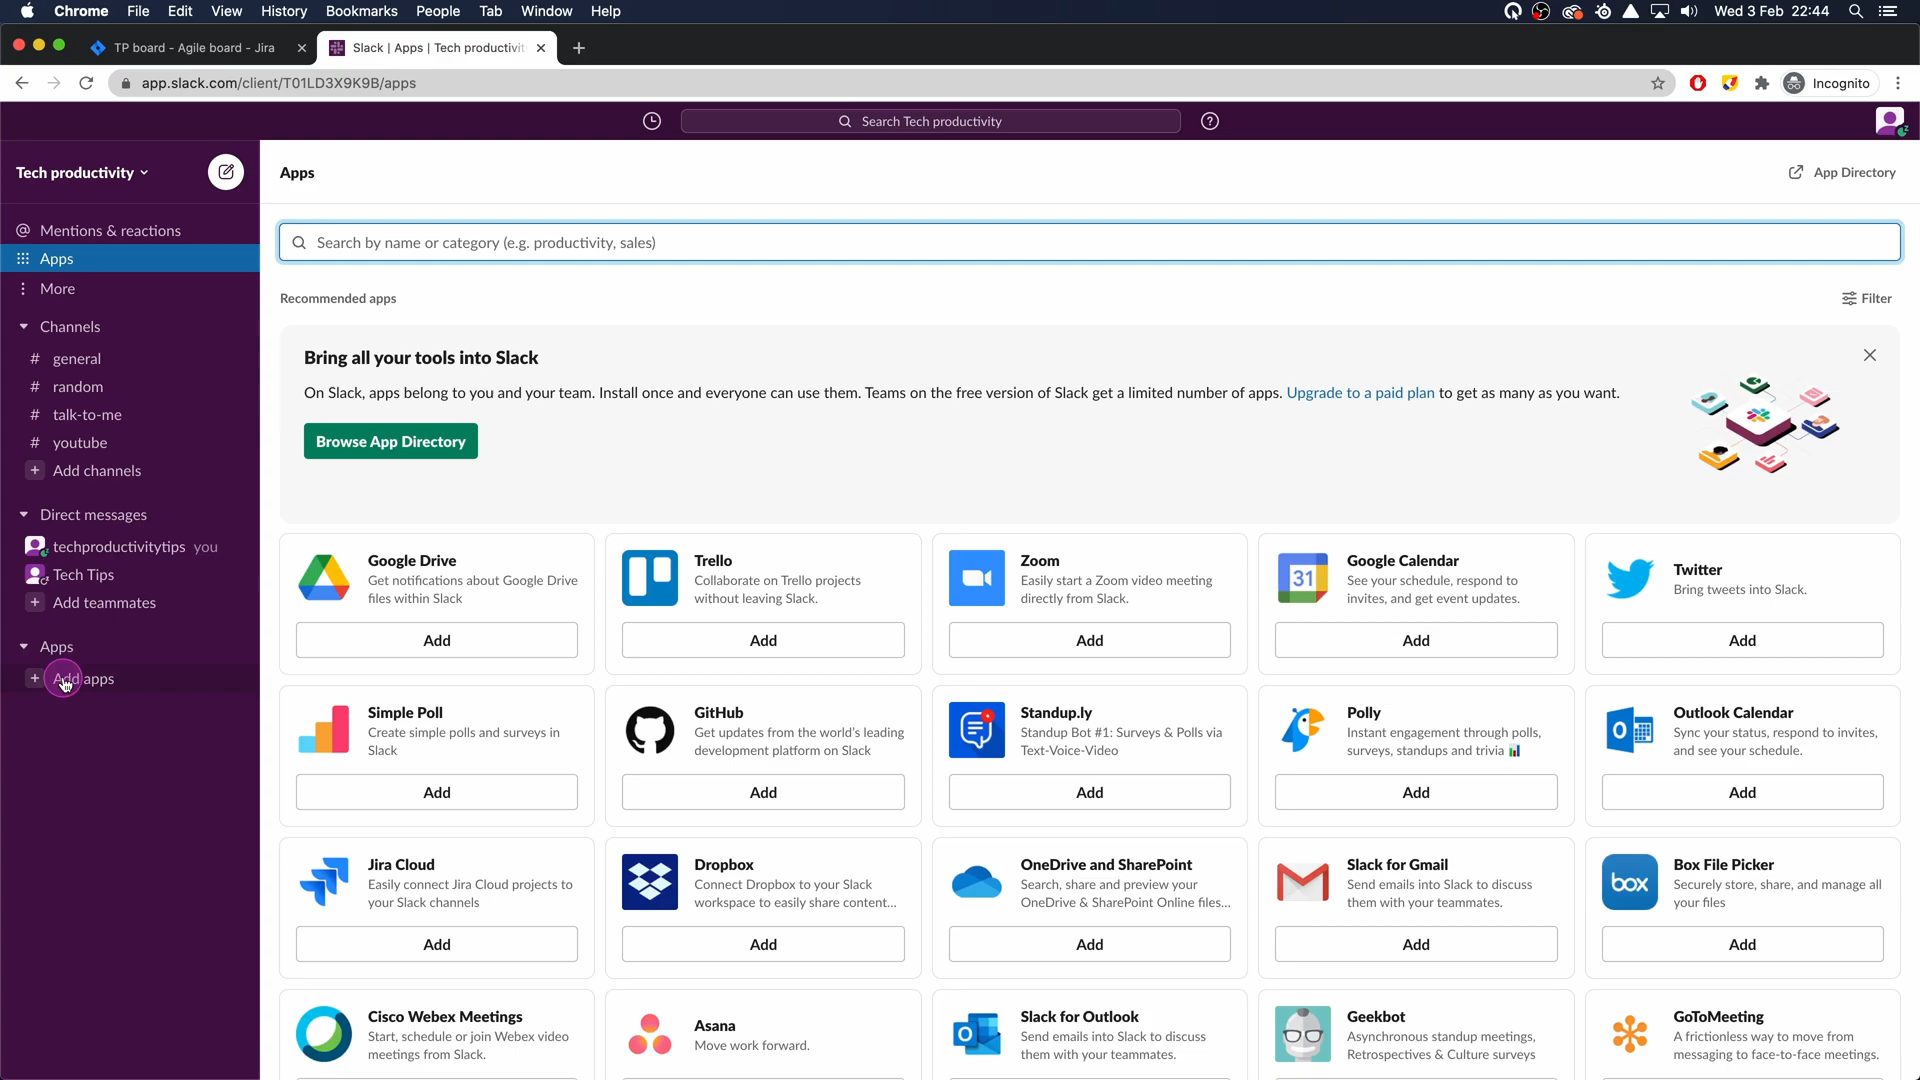 Chrome File Edit View History Bookmarks People Tab Window Help Wed 3 Feb 22:44
TP board - Agile board - Jira
Slack | Apps | Tech productivit
app.slack.com/client/T01LD3X9K9B/apps
Incognito
Search Tech productivity
Tech productivity
Mentions & reactions
Apps
More
Channels
# general
# random
# talk-to-me
# youtube
+ Add channels
Direct messages
techproductivitytips you
Tech Tips
+ Add teammates
Apps
+ Add apps
Apps
App Directory
Search by name or category (e.g. productivity, sales)
Recommended apps
Filter
Bring all your tools into Slack
On Slack, apps belong to you and your team. Install once and everyone can use them. Teams on the free version of Slack get a limited number of apps. Upgrade to a paid plan to get as many as you want.
Browse App Directory
Google Drive
Get notifications about Google Drive
files within Slack
Add
Trello
Collaborate on Trello projects
without leaving Slack.
Add
Zoom
Easily start a Zoom video meeting
directly from Slack.
Add
31
Google Calendar
See your schedule, respond to
invites, and get event updates.
Add
Twitter
Bring tweets into Slack.
Add
Simple Poll
Create simple polls and surveys in
Slack
Add
GitHub
Get updates from the world's leading
development platform on Slack
Add
Standup.ly
Standup Bot #1: Surveys & Polls via
Text-Voice-Video
Add
Polly
Instant engagement through polls,
surveys, standups and trivia
Add
Outlook Calendar
Sync your status, respond to invites,
and see your schedule.
Add
Jira Cloud
Easily connect Jira Cloud projects to
your Slack channels
Add
Dropbox
Connect Dropbox to your Slack
workspace to easily share content...
Add
OneDrive and SharePoint
Search, share and preview your
OneDrive & SharePoint Online files...
Add
Slack for Gmail
Send emails into Slack to discuss
them with your teammates.
Add
box
Box File Picker
Securely store, share, and manage all
your files
Add
Cisco Webex Meetings
Start, schedule or join Webex video
meetings from Slack.
Asana
Move work forward.
Slack for Outlook
Send emails into Slack to discuss
them with your teammates.
Geekbot
Asynchronous standup meetings,
Retrospectives & Culture surveys
GoToMeeting
A frictionless way to move from
messaging to face-to-face meetings.